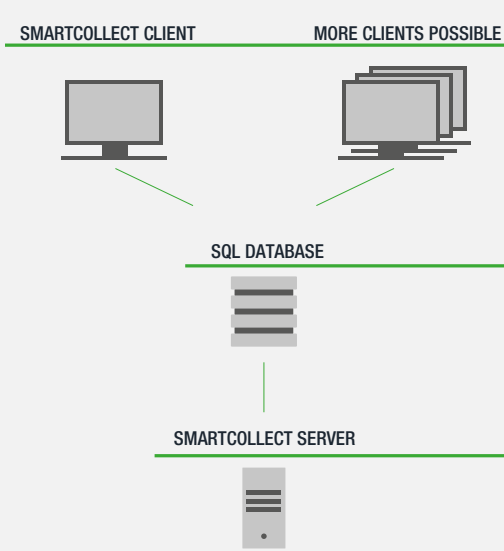 SMARTCOLLECT CLIENT
MORE CLIENTS POSSIBLE
SQL DATABASE
SMARTCOLLECT SERVER